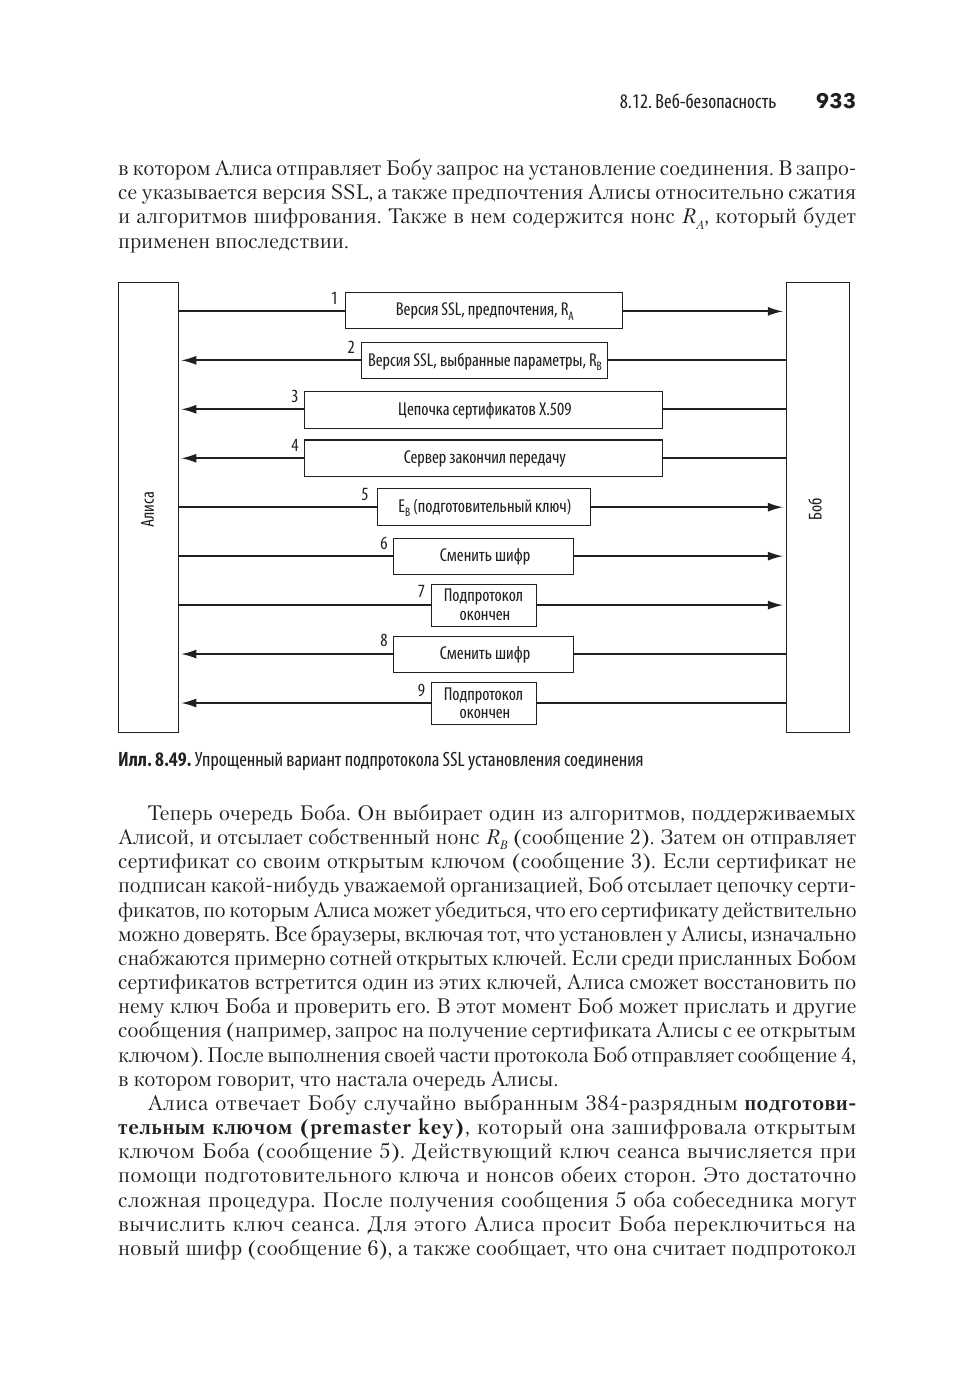 8.12. Веб-безопасность 933
в котором Алиса отправляет Бобу запрос на установление соединения. В запро-
се указывается версия SSL, а также предпочтения Алисы относительно сжатия
и алгоритмов шифрования. Также в нем содержится нонс R_A, который будет
применен впоследствии.
1
Версия SSL, предпочтения, R_A
2
Версия SSL, выбранные параметры, R_B
3
Цепочка сертификатов X.509
4
Сервер закончил передачу
Алиса
5
E_B (подготовительный ключ)
Боб
6
Сменить шифр
7
Подпротокол
окончен
8
Сменить шифр
9
Подпротокол
окончен
Илл. 8.49. Упрощенный вариант подпротокола SSL установления соединения
Теперь очередь Боба. Он выбирает один из алгоритмов, поддерживаемых
Алисой, и отсылает собственный нонс R_B (сообщение 2). Затем он отправляет
сертификат со своим открытым ключом (сообщение 3). Если сертификат не
подписан какой-нибудь уважаемой организацией, Боб отсылает цепочку серти-
фикатов, по которым Алиса может убедиться, что его сертификату действительно
можно доверять. Все браузеры, включая тот, что установлен у Алисы, изначально
снабжаются примерно сотней открытых ключей. Если среди присланных Бобом
сертификатов встретится один из этих ключей, Алиса сможет восстановить по
нему ключ Боба и проверить его. В этот момент Боб может прислать и другие
сообщения (например, запрос на получение сертификата Алисы с ее открытым
ключом). После выполнения своей части протокола Боб отправляет сообщение 4,
в котором говорит, что настала очередь Алисы.
Алиса отвечает Бобу случайно выбранным 384-разрядным подготови-
тельным ключом (premaster key), который она зашифровала открытым
ключом Боба (сообщение 5). Действующий ключ сеанса вычисляется при
помощи подготовительного ключа и нонсов обеих сторон. Это достаточно
сложная процедура. После получения сообщения 5 оба собеседника могут
вычислить ключ сеанса. Для этого Алиса просит Боба переключиться на
новый шифр (сообщение 6), а также сообщает, что она считает подпротокол